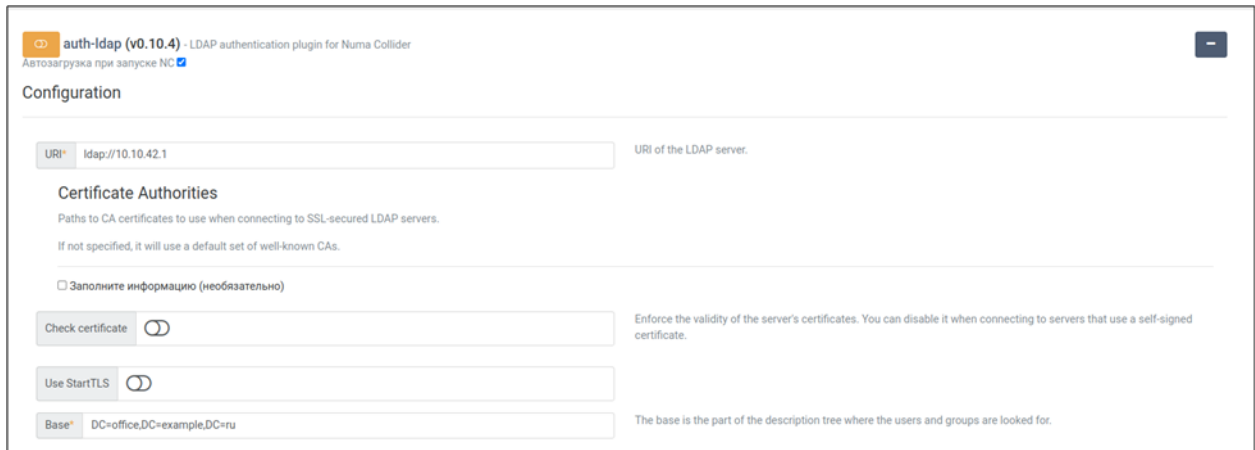 auth-ldap (v0.10.4) - LDAP authentication plugin for Numa Collider
Автозагрузка при запуске NC
Configuration
URI* ldap://10.10.42.1 URI of the LDAP server.
Certificate Authorities
Paths to CA certificates to use when connecting to SSL-secured LDAP servers.
If not specified, it will use a default set of well-known CAs.
Заполните информацию (необязательно)
Check certificate Enforce the validity of the server's certificates. You can disable it when connecting to servers that use a self-signed
certificate.
Use StartTLS
Base* DC=office,DC=example,DC=ru The base is the part of the description tree where the users and groups are looked for.